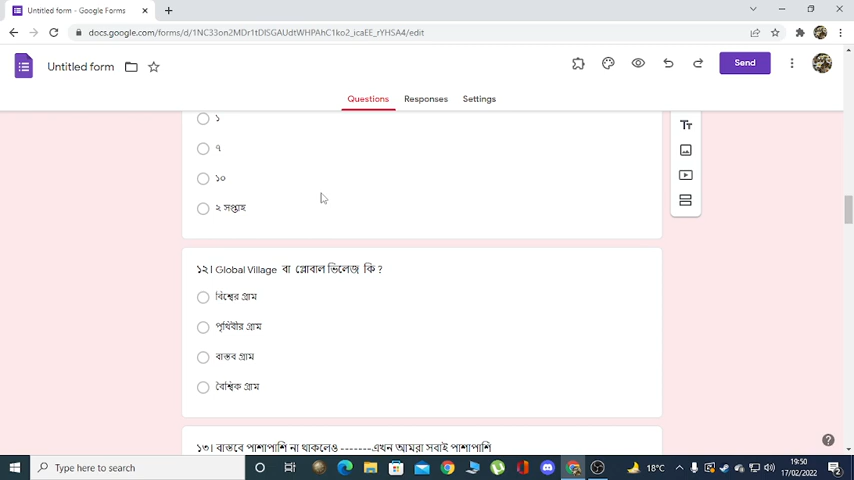 Untitled form - Google Forms
docs.google.com/forms/d/1NC33on2MDr1tDISGAUdtWHPAhC1ko2_icaEE_rYHSA4/edit
Untitled form
Send
Questions Responses Settings
১
৭
১০
২ সপ্তাহ
১২। Global Village বা গ্লোবাল ভিলেজ কি ?
বিশ্বের গ্রাম
পৃথিবীর গ্রাম
বাস্তব গ্রাম
বৈশ্বিক গ্রাম
১৩। বাস্তবে পাশাপাশি না থাকলেও -------এখন আমরা সবাই পাশাপাশি
Type here to search
18°C
19:50
17/02/2022
2